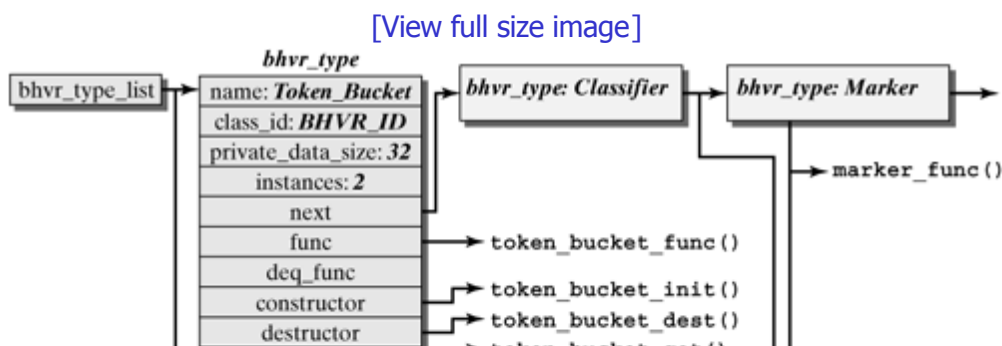 [View full size image]
bhvr_type
bhvr_type_list
name: Token_Bucket
bhvr_type: Classifier
bhvr_type: Marker
class_id: BHVR_ID
private_data_size: 32
marker_func()
instances: 2
next
func
token_bucket_func()
deq_func
constructor
token_bucket_init()
destructor
token_bucket_dest()